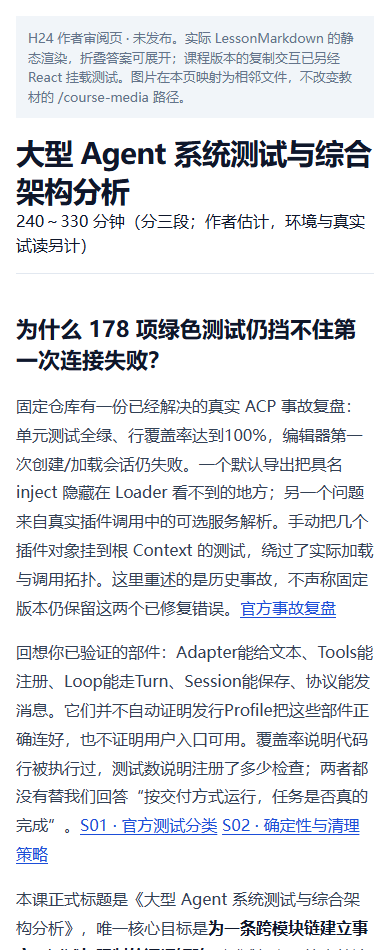 H24 作者审阅页 · 未发布。实际 LessonMarkdown 的静
态渲染，折叠答案可展开；课程版本的复制交互已另经
React 挂载测试。图片在本页映射为相邻文件，不改变教
材的 /course-media 路径。
大型 Agent 系统测试与综合
架构分析
240～330 分钟（分三段；作者估计，环境与真实
试读另计）
为什么 178 项绿色测试仍挡不住第
一次连接失败？
固定仓库有一份已经解决的真实 ACP 事故复盘：
单元测试全绿、行覆盖率达到100%，编辑器第一
次创建/加载会话仍失败。一个默认导出把具名
inject 隐藏在 Loader 看不到的地方；另一个问题
来自真实插件调用中的可选服务解析。手动把几个
插件对象挂到根 Context 的测试，绕过了实际加载
与调用拓扑。这里重述的是历史事故，不声称固定
版本仍保留这两个已修复错误。官方事故复盘
回想你已验证的部件：Adapter能给文本、Tools能
注册、Loop能走Turn、Session能保存、协议能发
消息。它们并不自动证明发行Profile把这些部件正
确连好，也不证明用户入口可用。覆盖率说明代码
行被执行过，测试数说明注册了多少检查；两者都
没有替我们回答“按交付方式运行，任务是否真的
完成”。S01 · 官方测试分类 S02 · 确定性与清理
策略
本课正式标题是《大型 Agent 系统测试与综合架
构分析》，唯一核心目标是为一条跨模块链建立事